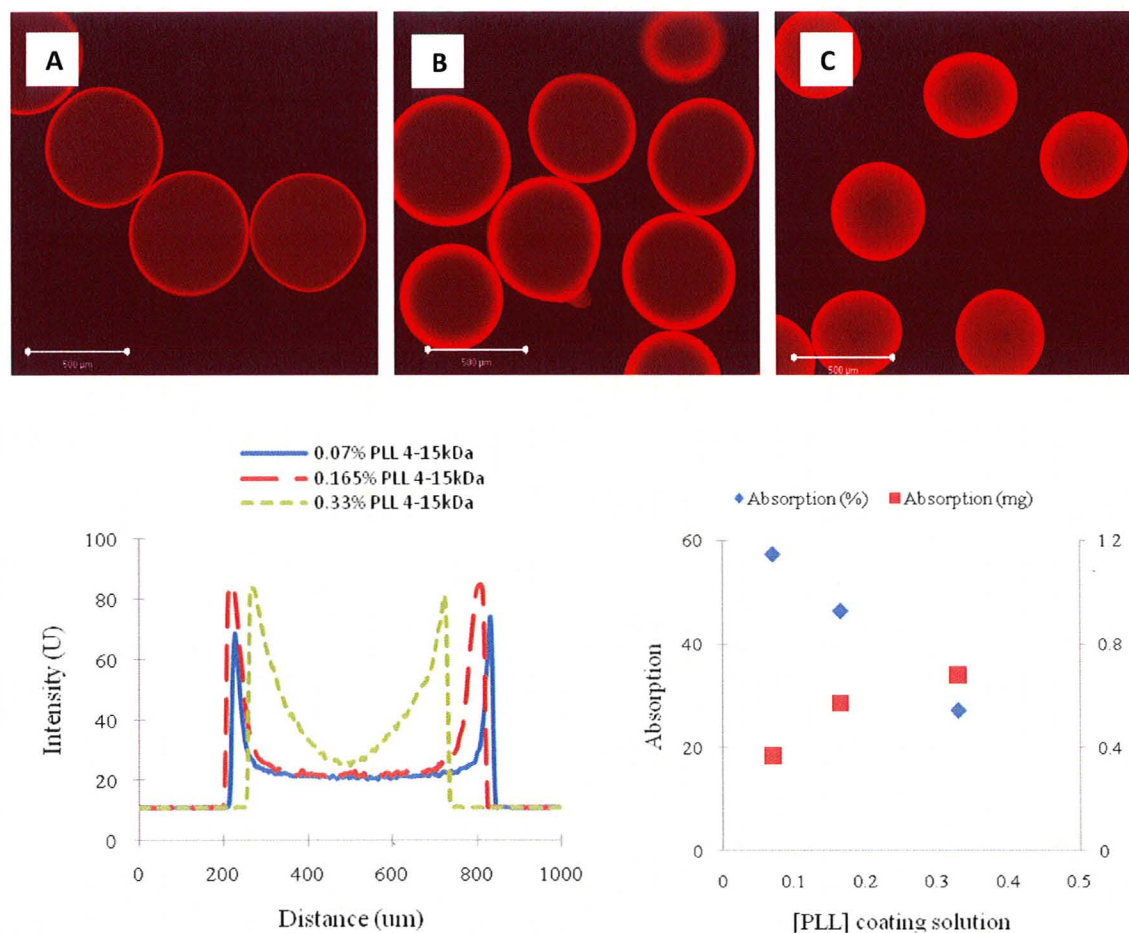 A
B
C
500 µm
500 µm
500 µm
0.07% PLL 4-15kDa
0.165% PLL 4-15kDa
0.33% PLL 4-15kDa
100
80
60
40
20
0
Intensity (U)
0 200 400 600 800 1000
Distance (um)
Absorption (%) Absorption (mg)
60
40
20
0
Absorption
1.2
0.8
0.4
0
0 0.1 0.2 0.3 0.4 0.5
[PLL] coating solution